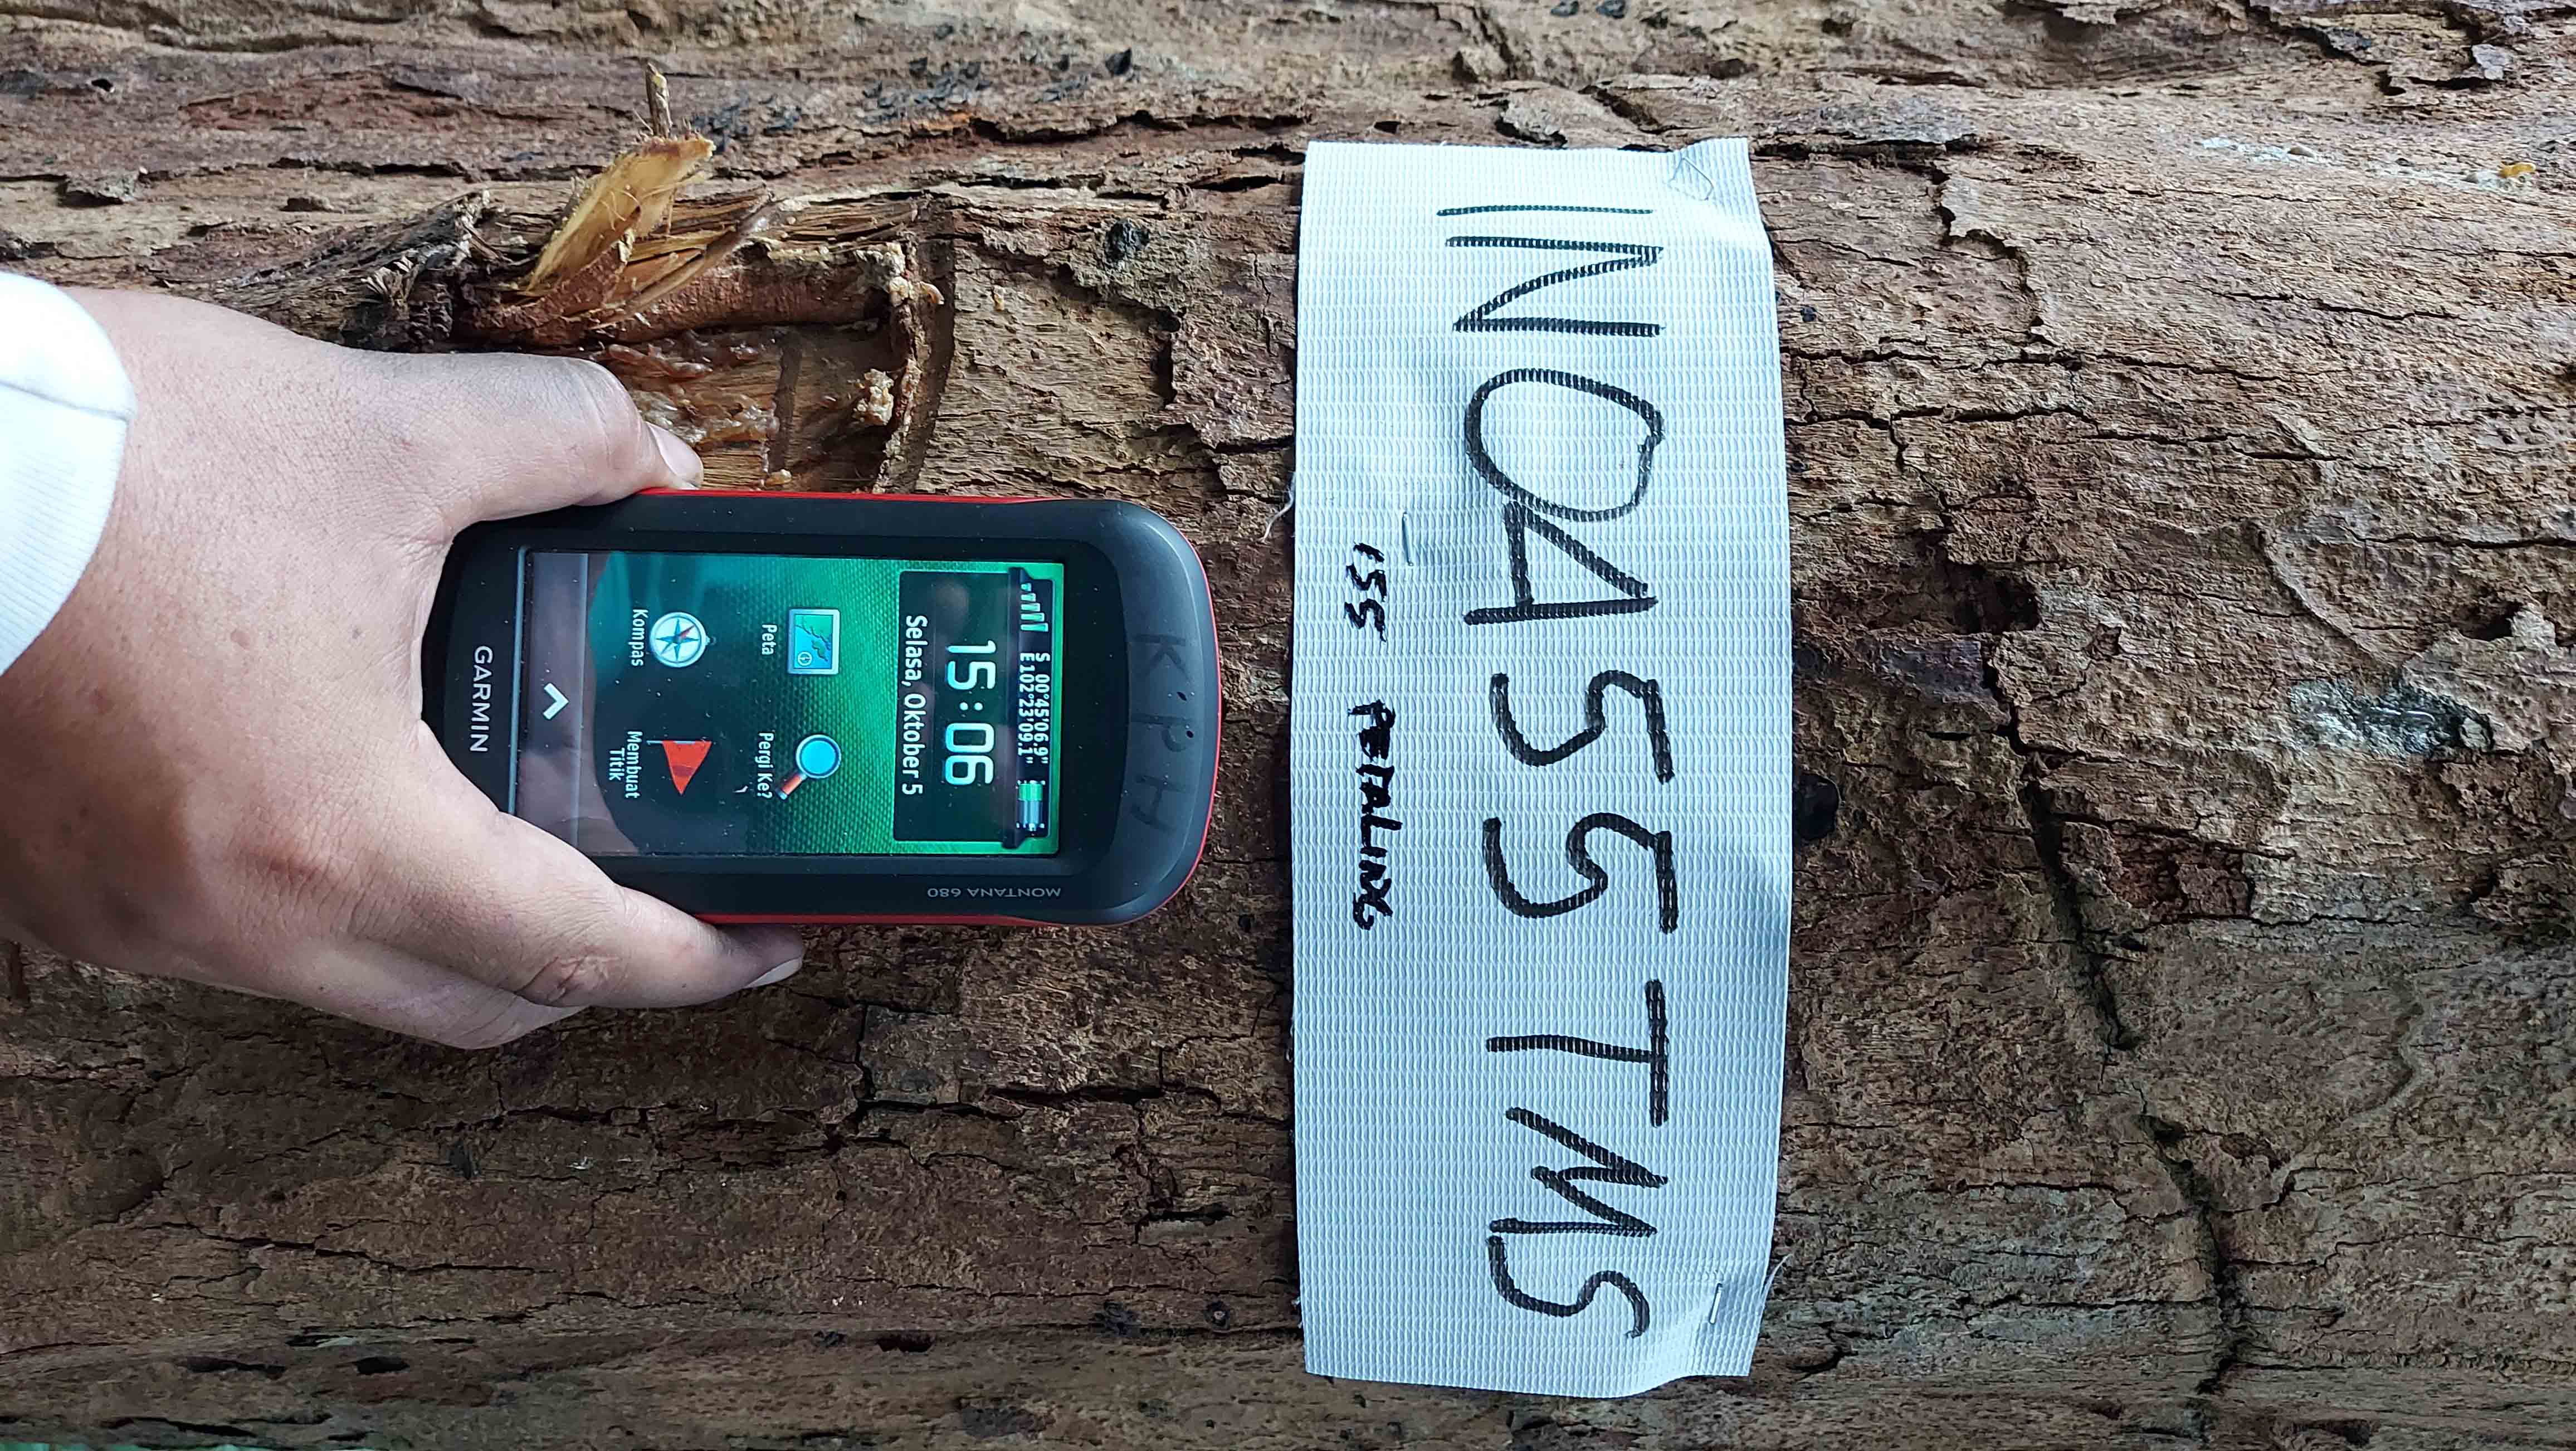 INOA55 TMS
155 PETALING
KPH
MONTANA 680
S 00°45'06.9"
E 102°23'09.1"
15:06
Selasa, Oktober 5
Peta
Pergi Ke?
Kompas
Membuat
Titik
GARMIN